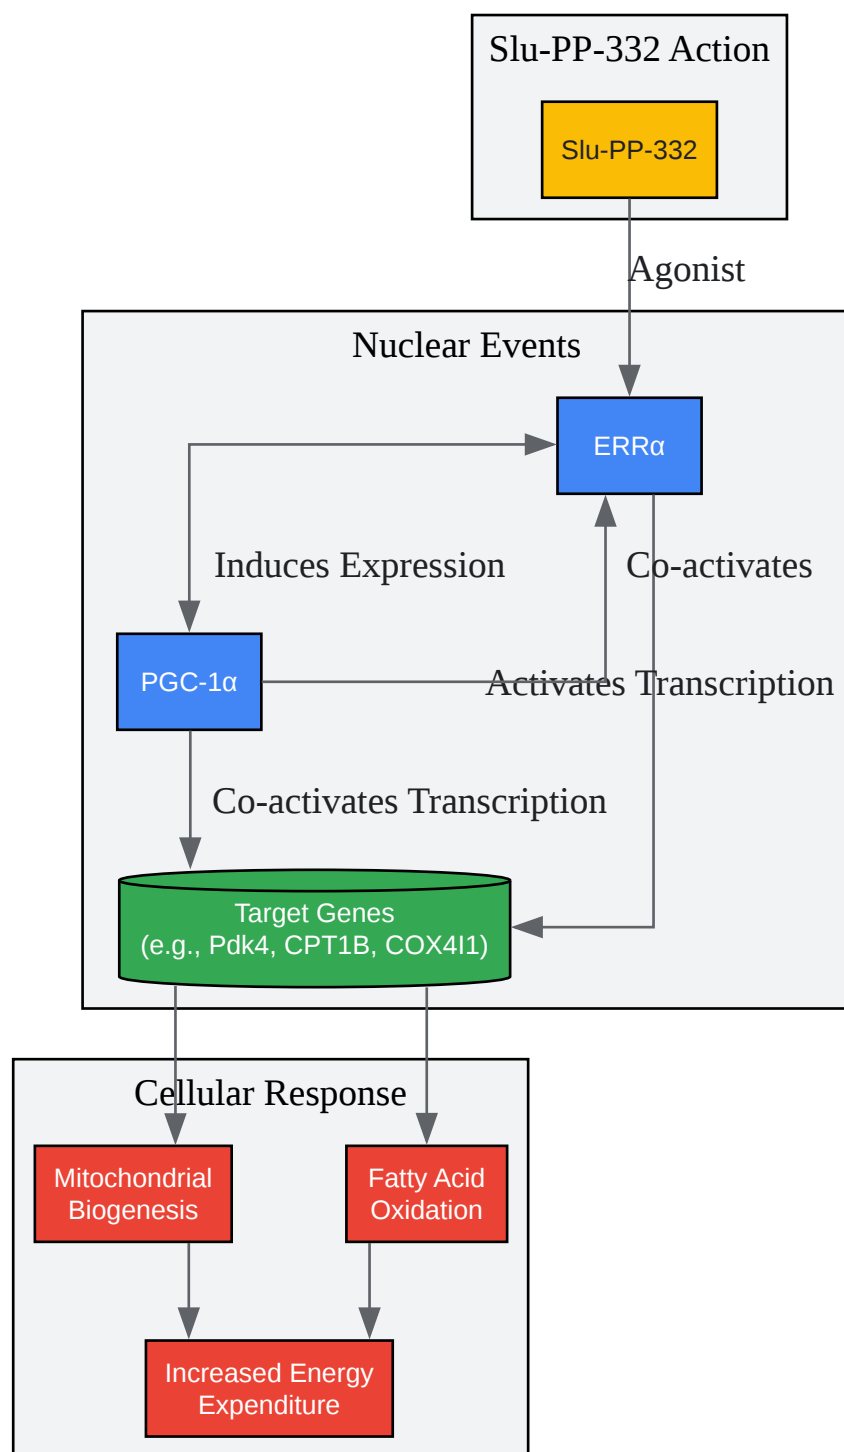 Slu-PP-332 Action
Slu-PP-332
Agonist
Nuclear Events
ERRα
Induces Expression
Co-activates
PGC-1α
Activates Transcription
Co-activates Transcription
Target Genes
(e.g., Pdk4, CPT1B, COX4I1)
Cellular Response
Mitochondrial
Biogenesis
Fatty Acid
Oxidation
Increased Energy
Expenditure